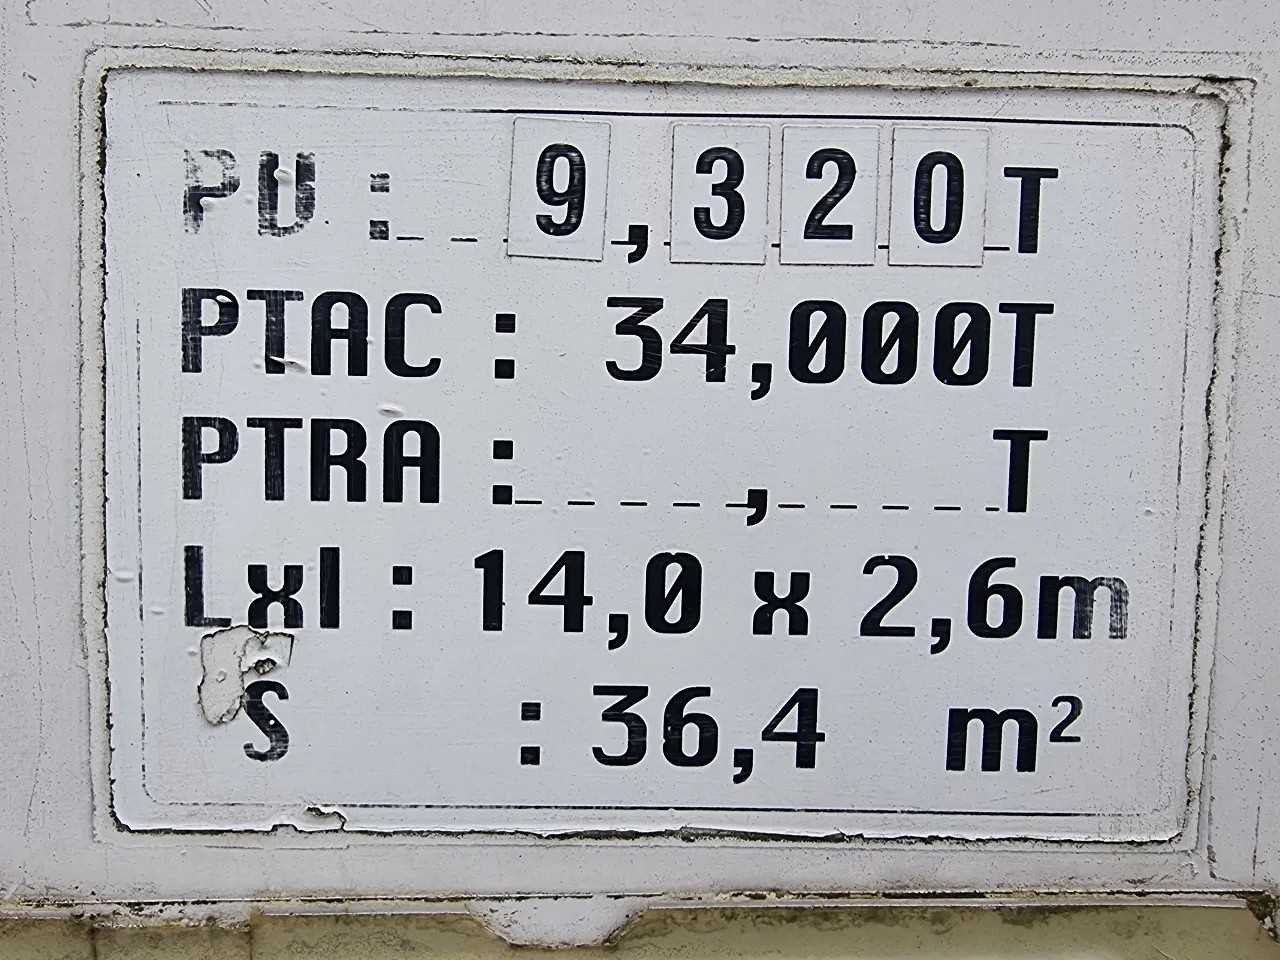 PV : 9,320T
PTAC : 34,000T
PTRA : , T
Lxl : 14,0 x 2,6m
S : 36,4 m²